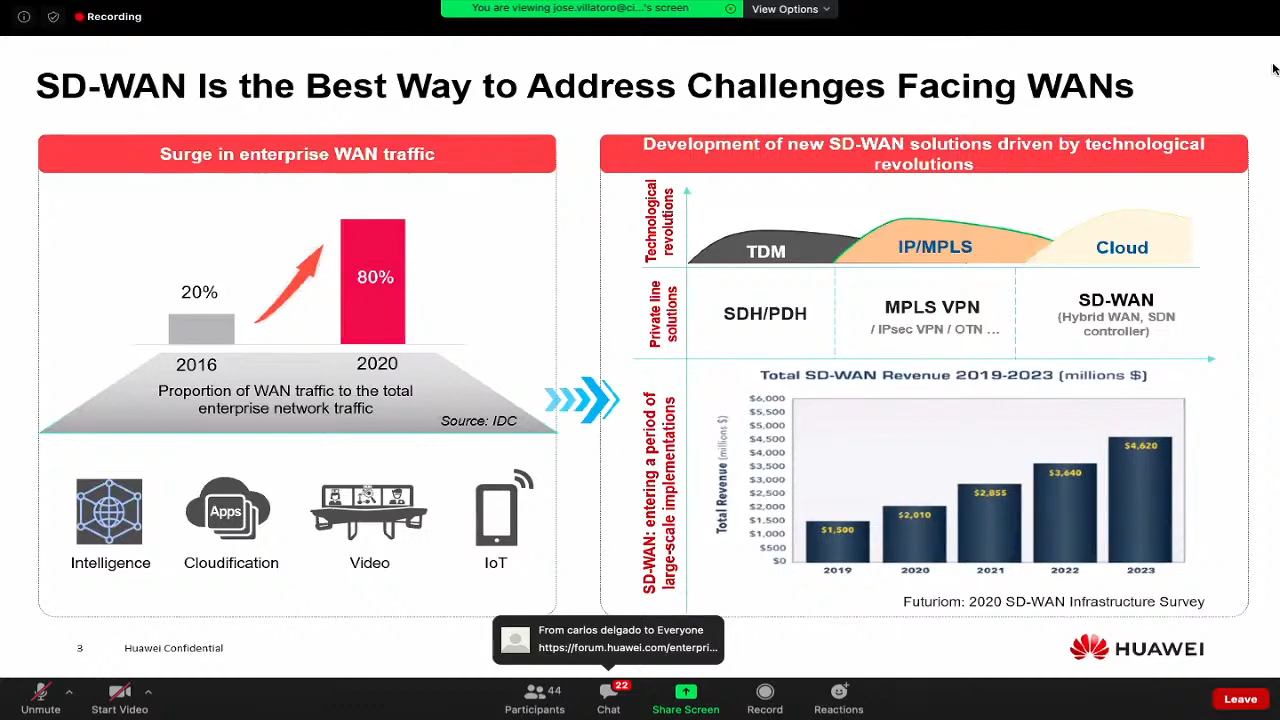 Recording
You are viewing jose.villatoro@ci...'s screen
View Options
SD-WAN Is the Best Way to Address Challenges Facing WANs
Surge in enterprise WAN traffic
20%
80%
2016
2020
Proportion of WAN traffic to the total
enterprise network traffic
Source: IDC
Apps
Intelligence
Cloudification
Video
IoT
Development of new SD-WAN solutions driven by technological
revolutions
Technological
revolutions
TDM
IP/MPLS
Cloud
Private line
solutions
SDH/PDH
MPLS VPN
/ IPsec VPN / OTN ...
SD-WAN
(Hybrid WAN, SDN
controller)
SD-WAN: entering a period of
large-scale implementations
Total SD-WAN Revenue 2019-2023 (millions $)
Total Revenue (millions $)
$6,000
$5,500
$5,000
$4,500
$4,000
$3,500
$3,000
$2,500
$2,000
$1,500
$1,000
$500
$0
$1,500
$2,010
$2,855
$3,640
$4,620
2019
2020
2021
2022
2023
Futuriom: 2020 SD-WAN Infrastructure Survey
3
Huawei Confidential
HUAWEI
From carlos delgado to Everyone
https://forum.huawei.com/enterpri...
Unmute
Start Video
44
Participants
22
Chat
Share Screen
Record
Reactions
Leave